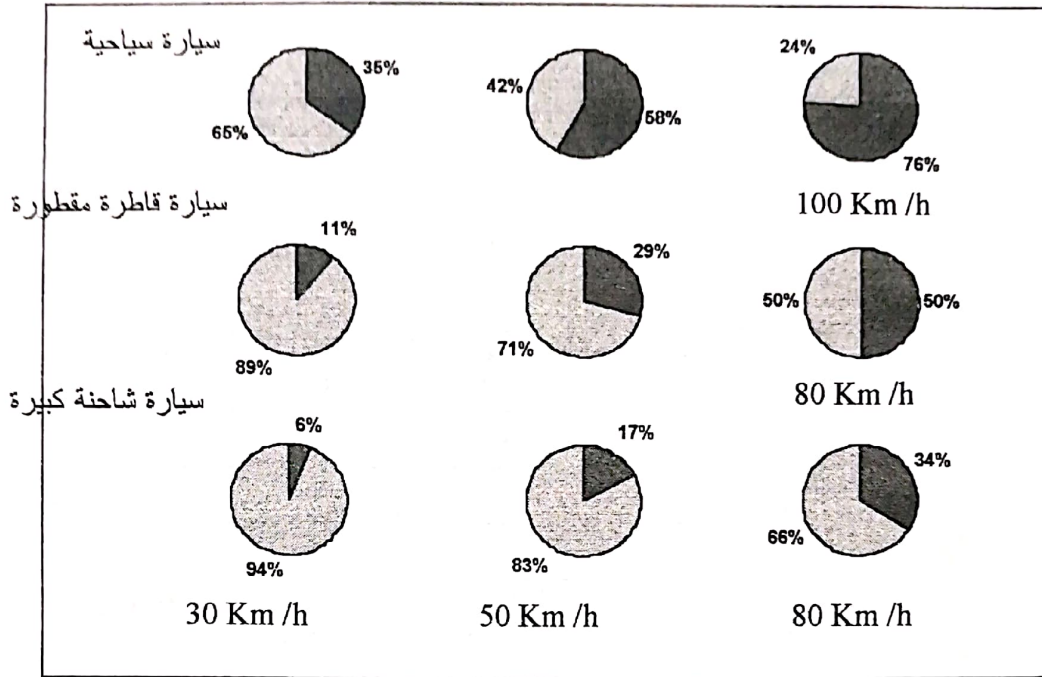 سيارة سياحية
35%
65%
42%
58%
24%
76%
100 Km /h
سيارة قاطرة مقطورة
11%
89%
29%
71%
50%
50%
80 Km /h
سيارة شاحنة كبيرة
6%
94%
17%
83%
34%
66%
30 Km /h
50 Km /h
80 Km /h